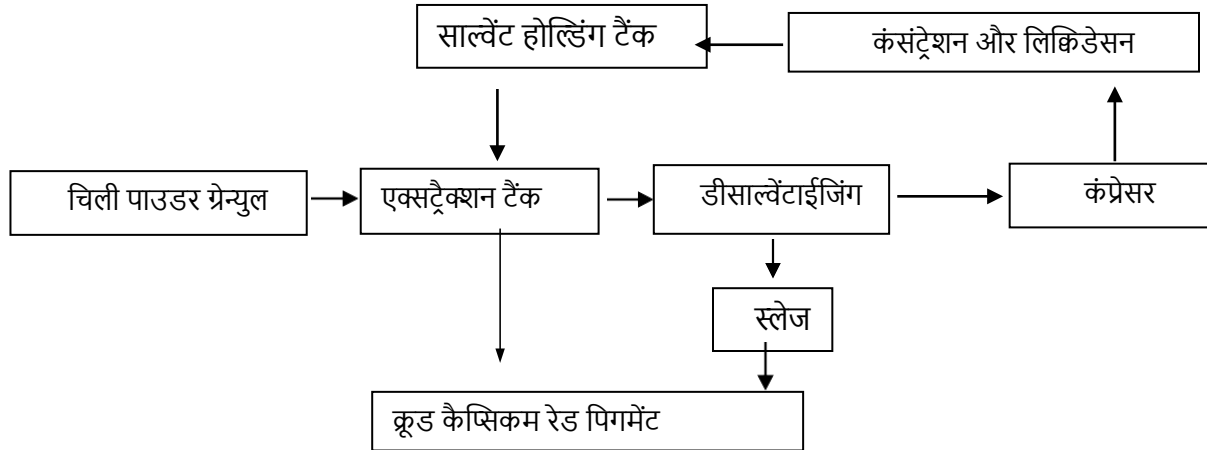 साल्वेंट होल्डिंग टैंक
कंसंट्रेशन और लिक्विडेसन
चिली पाउडर ग्रेन्युल
एक्सट्रैक्शन टैंक
डीसाल्वेंटाईजिंग
कंप्रेसर
स्लेज
क्रूड कैप्सिकम रेड पिगमेंट